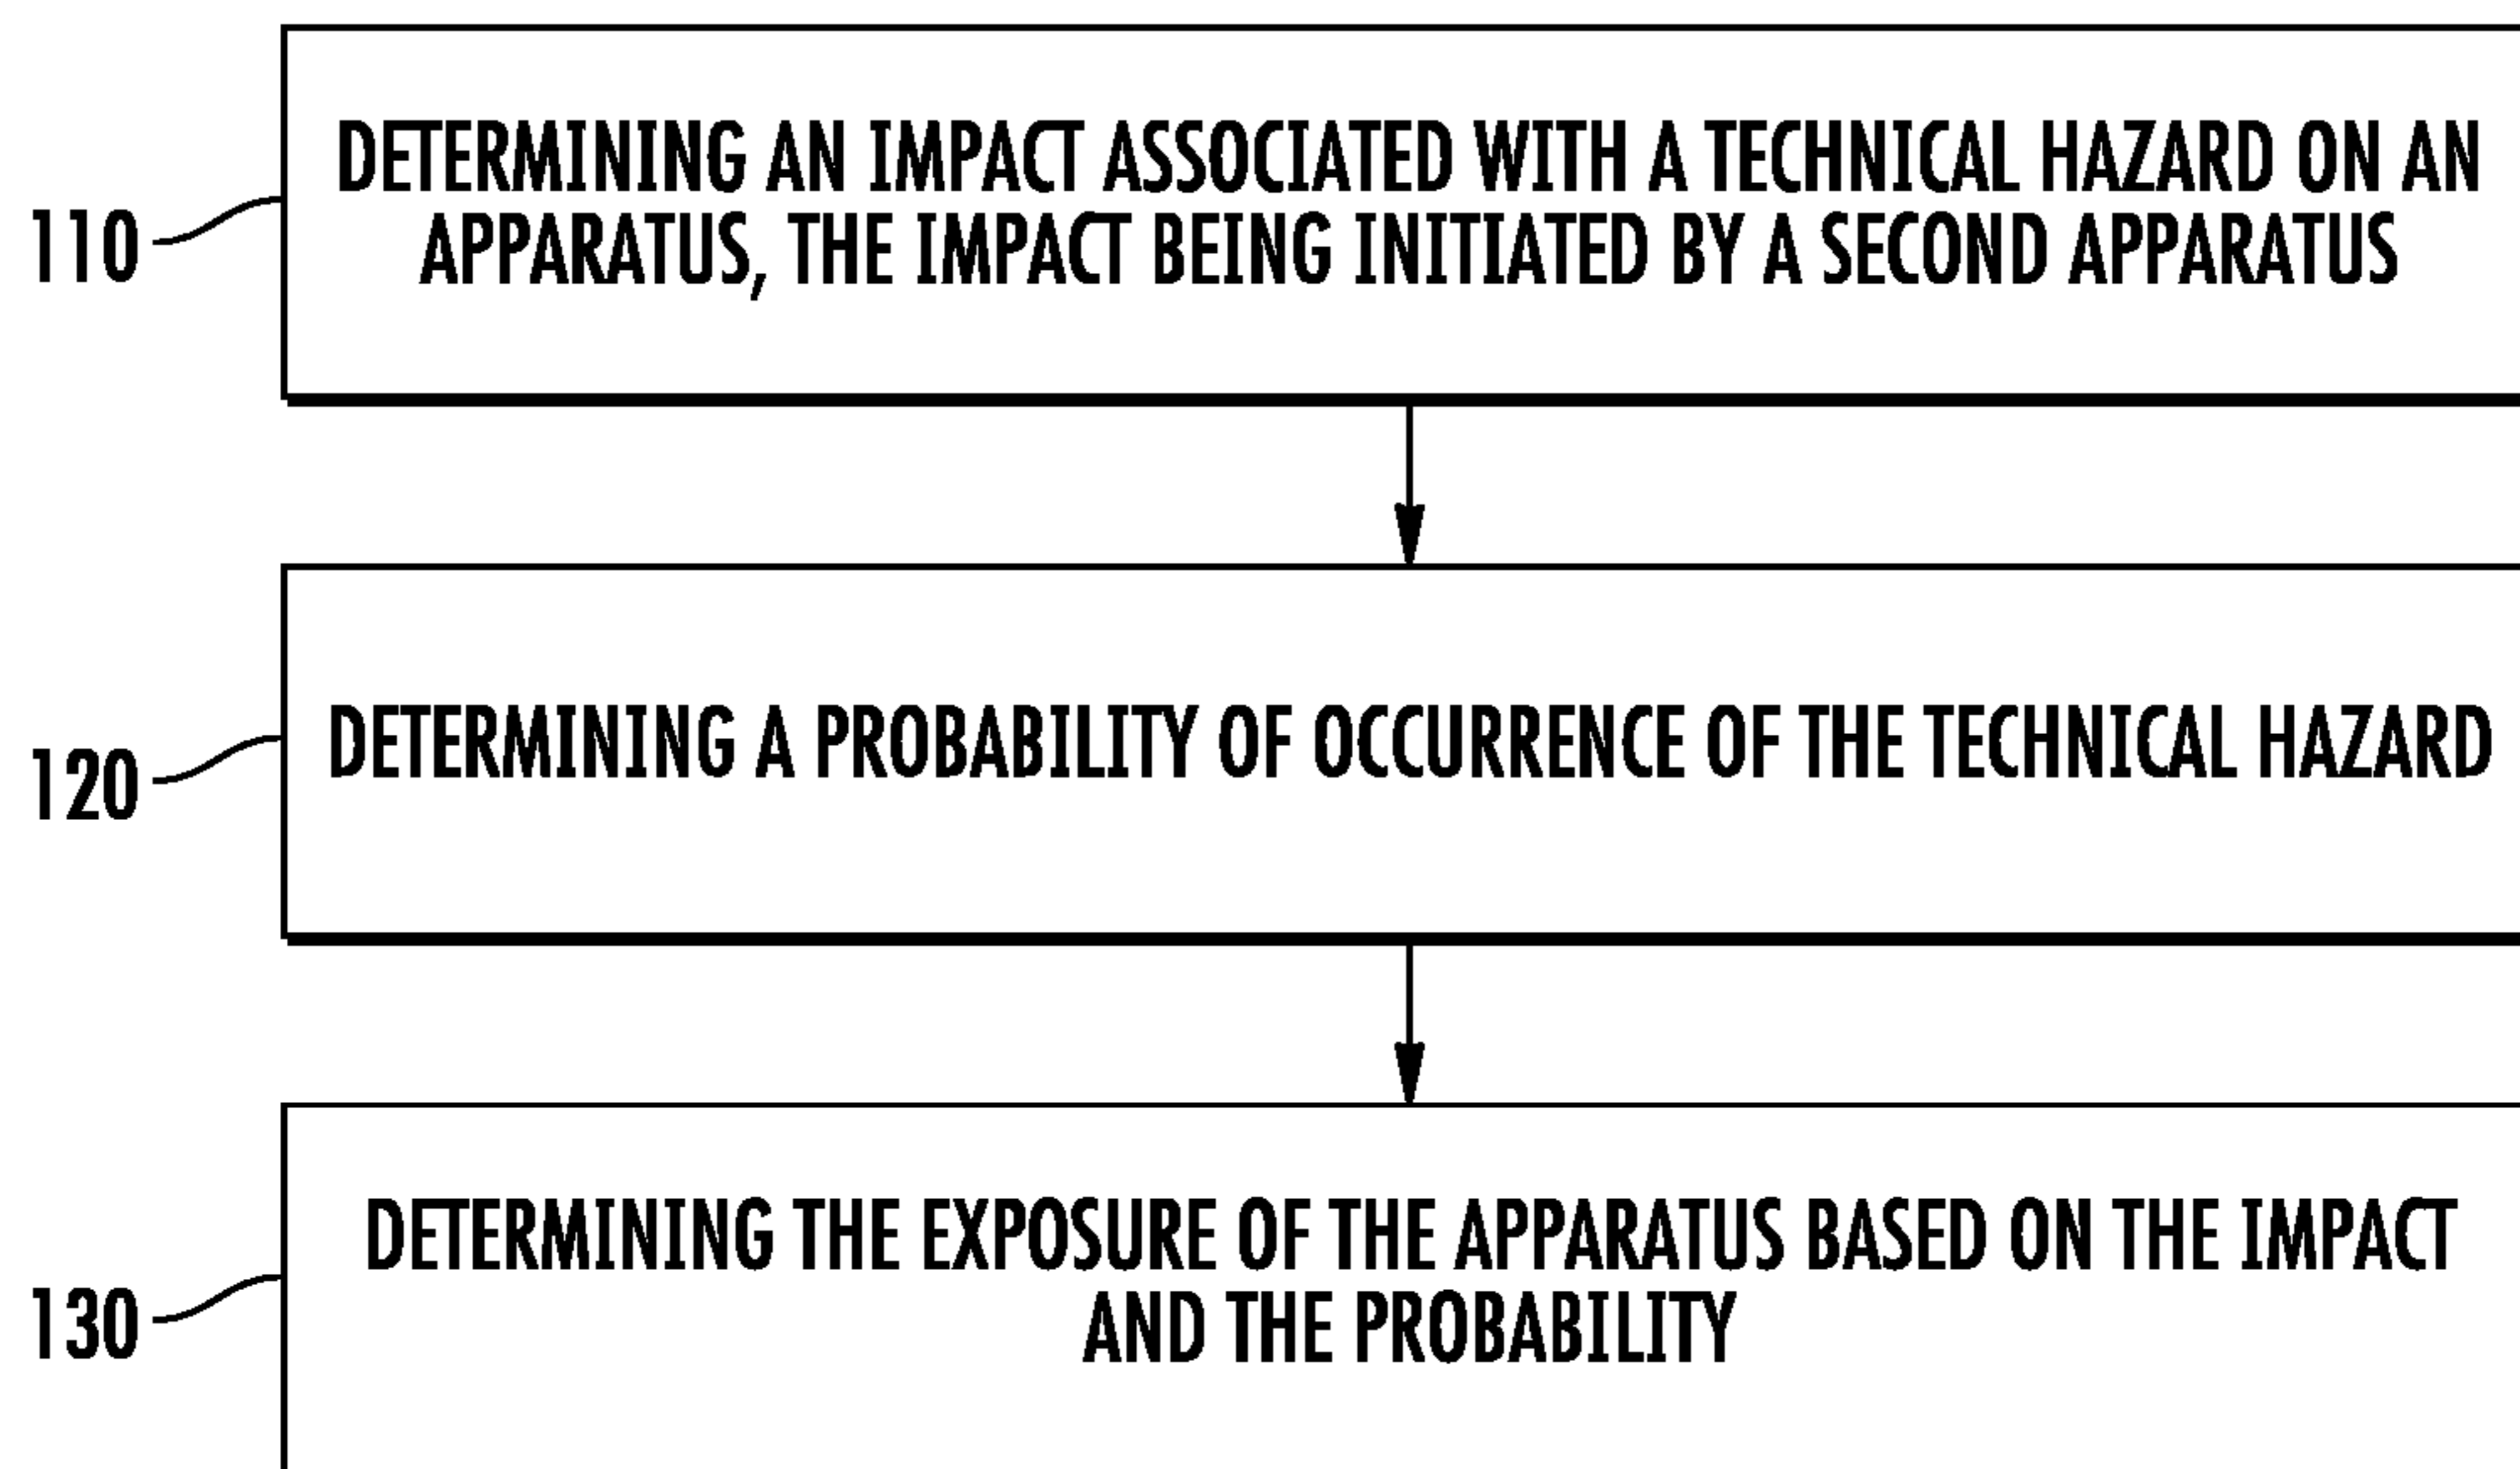 DETERMINING AN IMPACT ASSOCIATED WITH A TECHNICAL HAZARD ON AN
APPARATUS, THE IMPACT BEING INITIATED BY A SECOND APPARATUS
110
DETERMINING A PROBABILITY OF OCCURRENCE OF THE TECHNICAL HAZARD
120
DETERMINING THE EXPOSURE OF THE APPARATUS BASED ON THE IMPACT
AND THE PROBABILITY
130